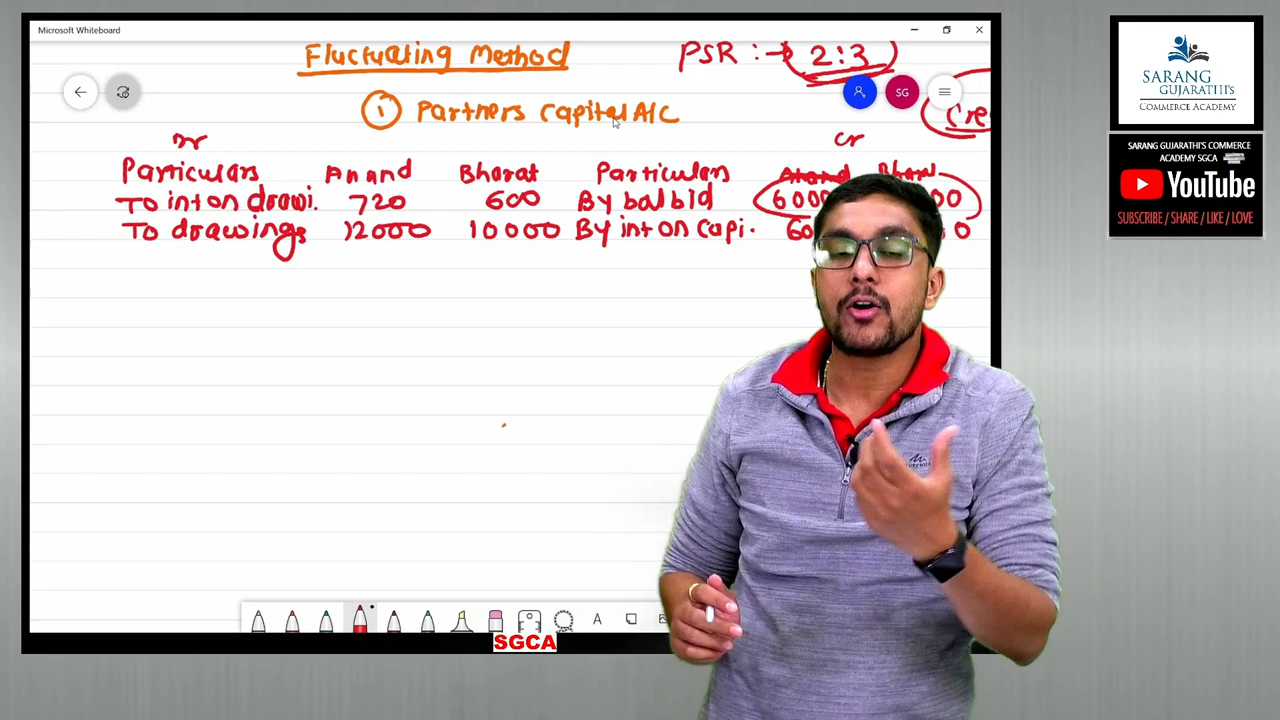 Microsoft Whiteboard
Fluctuating Method
PSR :→ 2:3
① Partners Capital A/C
SG
Dr
Cr
Particulars Anand Bharat Particulars Anand
To int on drawi. 720 600 By bal b/d
To drawings 12000 10000 By int on capi.
A
SGCA
SARANG
GUJARATHI'S
COMMERCE ACADEMY
SARANG GUJARATHI'S COMMERCE
ACADEMY SGCA
YouTube
SUBSCRIBE / SHARE / LIKE / LOVE